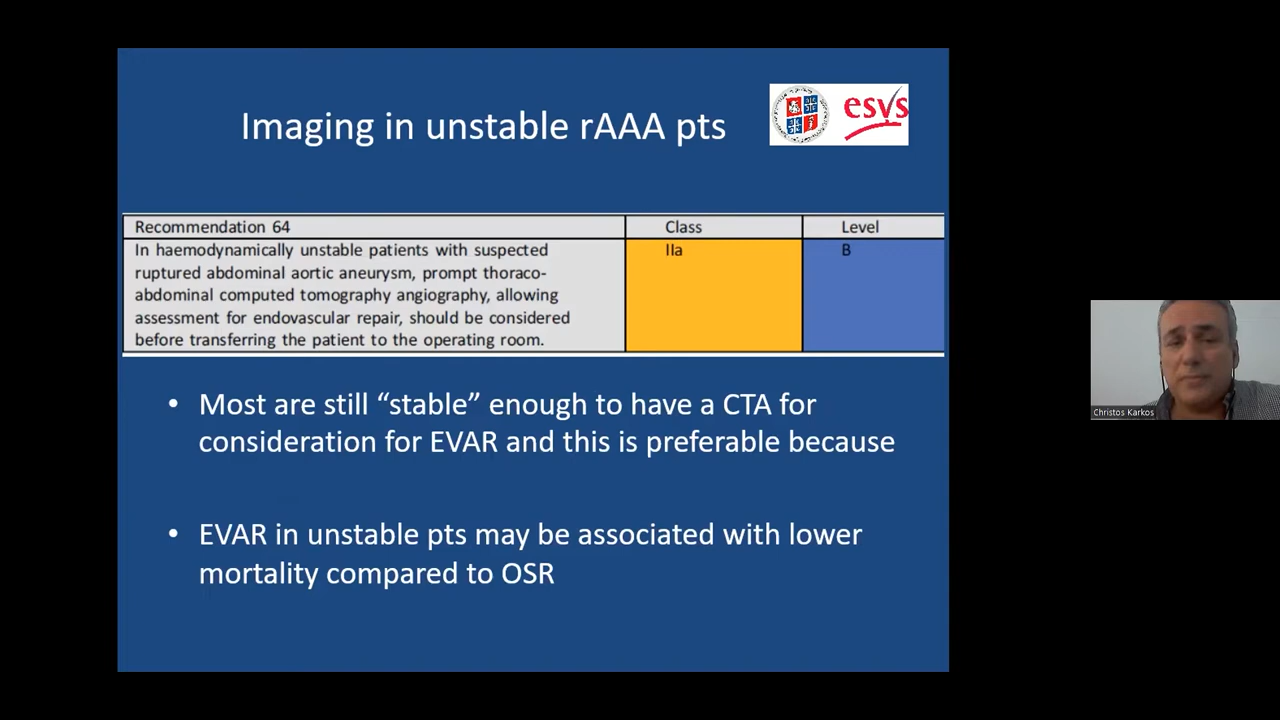 Imaging in unstable rAAA pts
esvs
Recommendation 64 Class Level
In haemodynamically unstable patients with suspected IIa B
ruptured abdominal aortic aneurysm, prompt thoraco-
abdominal computed tomography angiography, allowing
assessment for endovascular repair, should be considered
before transferring the patient to the operating room.
• Most are still “stable” enough to have a CTA for
consideration for EVAR and this is preferable because
• EVAR in unstable pts may be associated with lower
mortality compared to OSR
Christos Karkos